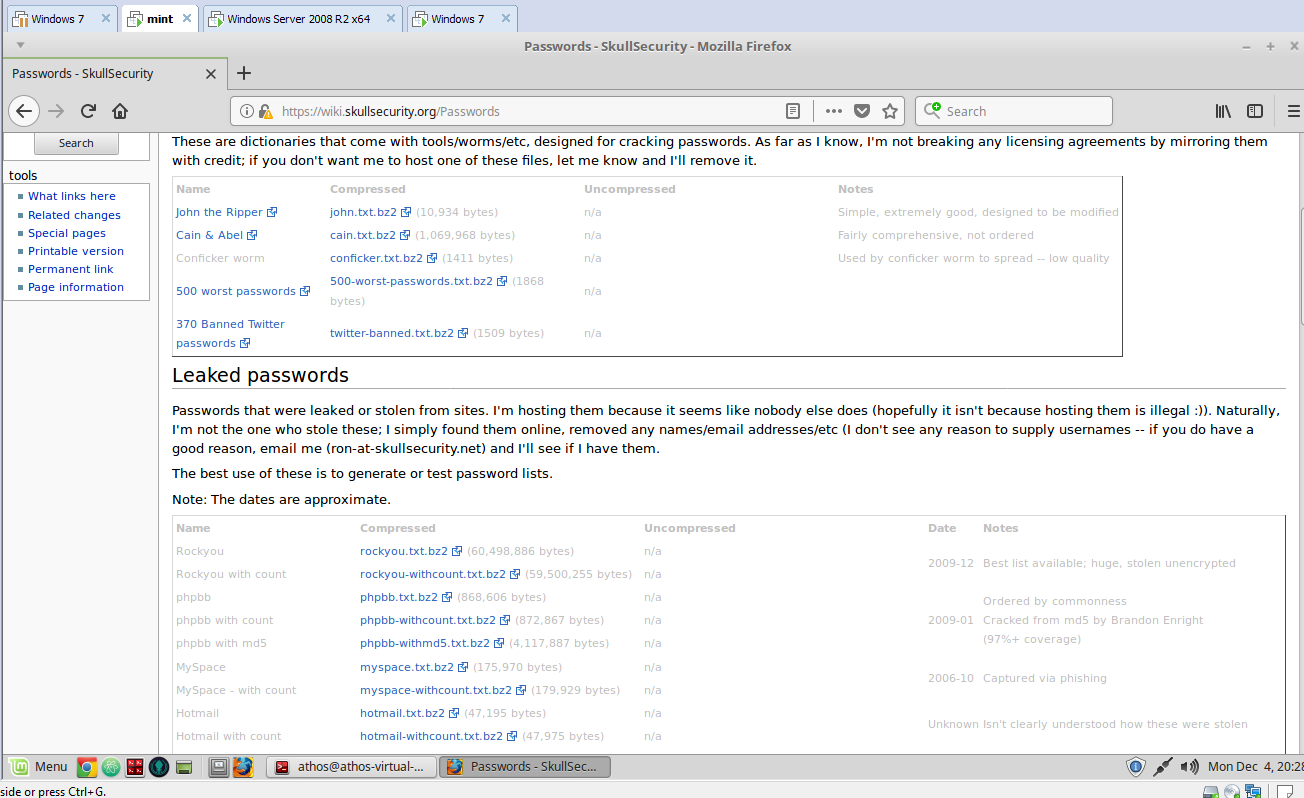 Windows 7 mint Windows Server 2008 R2 x64 Windows 7
Passwords - SkullSecurity - Mozilla Firefox
Passwords - SkullSecurity
https://wiki.skullsecurity.org/Passwords Search
Search
tools
What links here
Related changes
Special pages
Printable version
Permanent link
Page information
These are dictionaries that come with tools/worms/etc, designed for cracking passwords. As far as I know, I'm not breaking any licensing agreements by mirroring them
with credit; if you don't want me to host one of these files, let me know and I'll remove it.
Name Compressed Uncompressed Notes
John the Ripper john.txt.bz2 (10,934 bytes) n/a Simple, extremely good, designed to be modified
Cain & Abel cain.txt.bz2 (1,069,968 bytes) n/a Fairly comprehensive, not ordered
Conficker worm conficker.txt.bz2 (1411 bytes) n/a Used by conficker worm to spread -- low quality
500 worst passwords 500-worst-passwords.txt.bz2 (1868
bytes) n/a
370 Banned Twitter
passwords twitter-banned.txt.bz2 (1509 bytes) n/a
Leaked passwords
Passwords that were leaked or stolen from sites. I'm hosting them because it seems like nobody else does (hopefully it isn't because hosting them is illegal :)). Naturally,
I'm not the one who stole these; I simply found them online, removed any names/email addresses/etc (I don't see any reason to supply usernames -- if you do have a
good reason, email me (ron-at-skullsecurity.net) and I'll see if I have them.
The best use of these is to generate or test password lists.
Note: The dates are approximate.
Name Compressed Uncompressed Date Notes
Rockyou rockyou.txt.bz2 (60,498,886 bytes) n/a
2009-12 Best list available; huge, stolen unencrypted
Rockyou with count rockyou-withcount.txt.bz2 (59,500,255 bytes) n/a
phpbb phpbb.txt.bz2 (868,606 bytes) n/a
Ordered by commonness
phpbb with count phpbb-withcount.txt.bz2 (872,867 bytes) n/a 2009-01 Cracked from md5 by Brandon Enright
(97%+ coverage)
phpbb with md5 phpbb-withmd5.txt.bz2 (4,117,887 bytes) n/a
MySpace myspace.txt.bz2 (175,970 bytes) n/a
2006-10 Captured via phishing
MySpace - with count myspace-withcount.txt.bz2 (179,929 bytes) n/a
Hotmail hotmail.txt.bz2 (47,195 bytes) n/a
Unknown Isn't clearly understood how these were stolen
Hotmail with count hotmail-withcount.txt.bz2 (47,975 bytes) n/a
Menu athos@athos-virtual-... Passwords - SkullSec... Mon Dec 4, 20:28
side or press Ctrl+G.